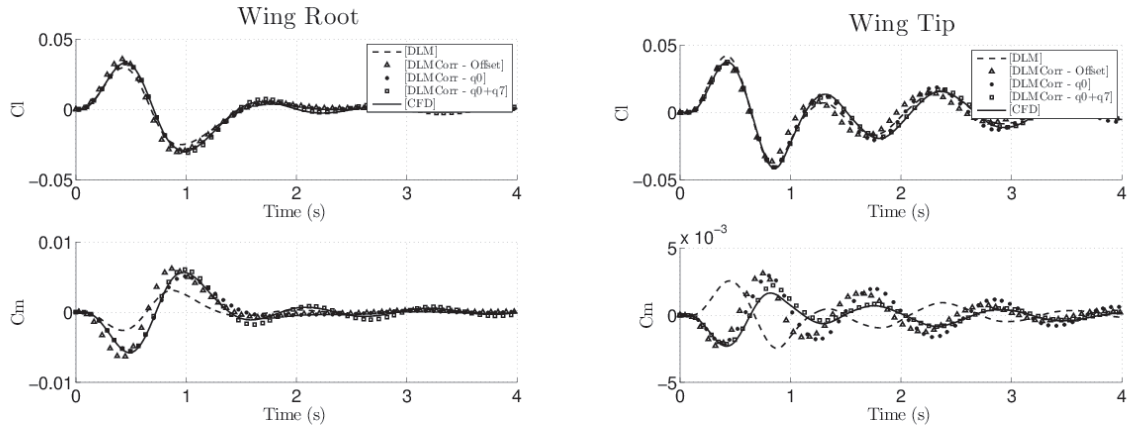 Wing Root
0.05
0
−0.05
Cl
0 1 2 3 4
Time (s)
[DLM]
[DLMCorr - Offset]
[DLMCorr - q0]
[DLMCorr - q0+q7]
[CFD]
0.01
0
−0.01
Cm
0 1 2 3 4
Time (s)
Wing Tip
0.05
0
−0.05
Cl
0 1 2 3 4
Time (s)
[DLM]
[DLMCorr - Offset]
[DLMCorr - q0]
[DLMCorr - q0+q7]
[CFD]
x 10⁻³
5
0
−5
Cm
0 1 2 3 4
Time (s)